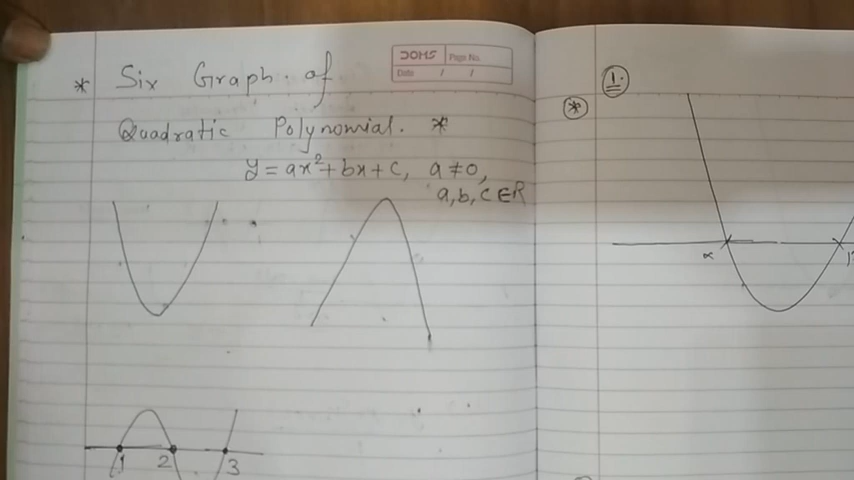 * Six Graph of
DOMS Page No.
Date / /
Quadratic Polynomial. *
y = ax² + bx + c, a ≠ 0,
a, b, c ∈ R
1 2 3
1.
*
α